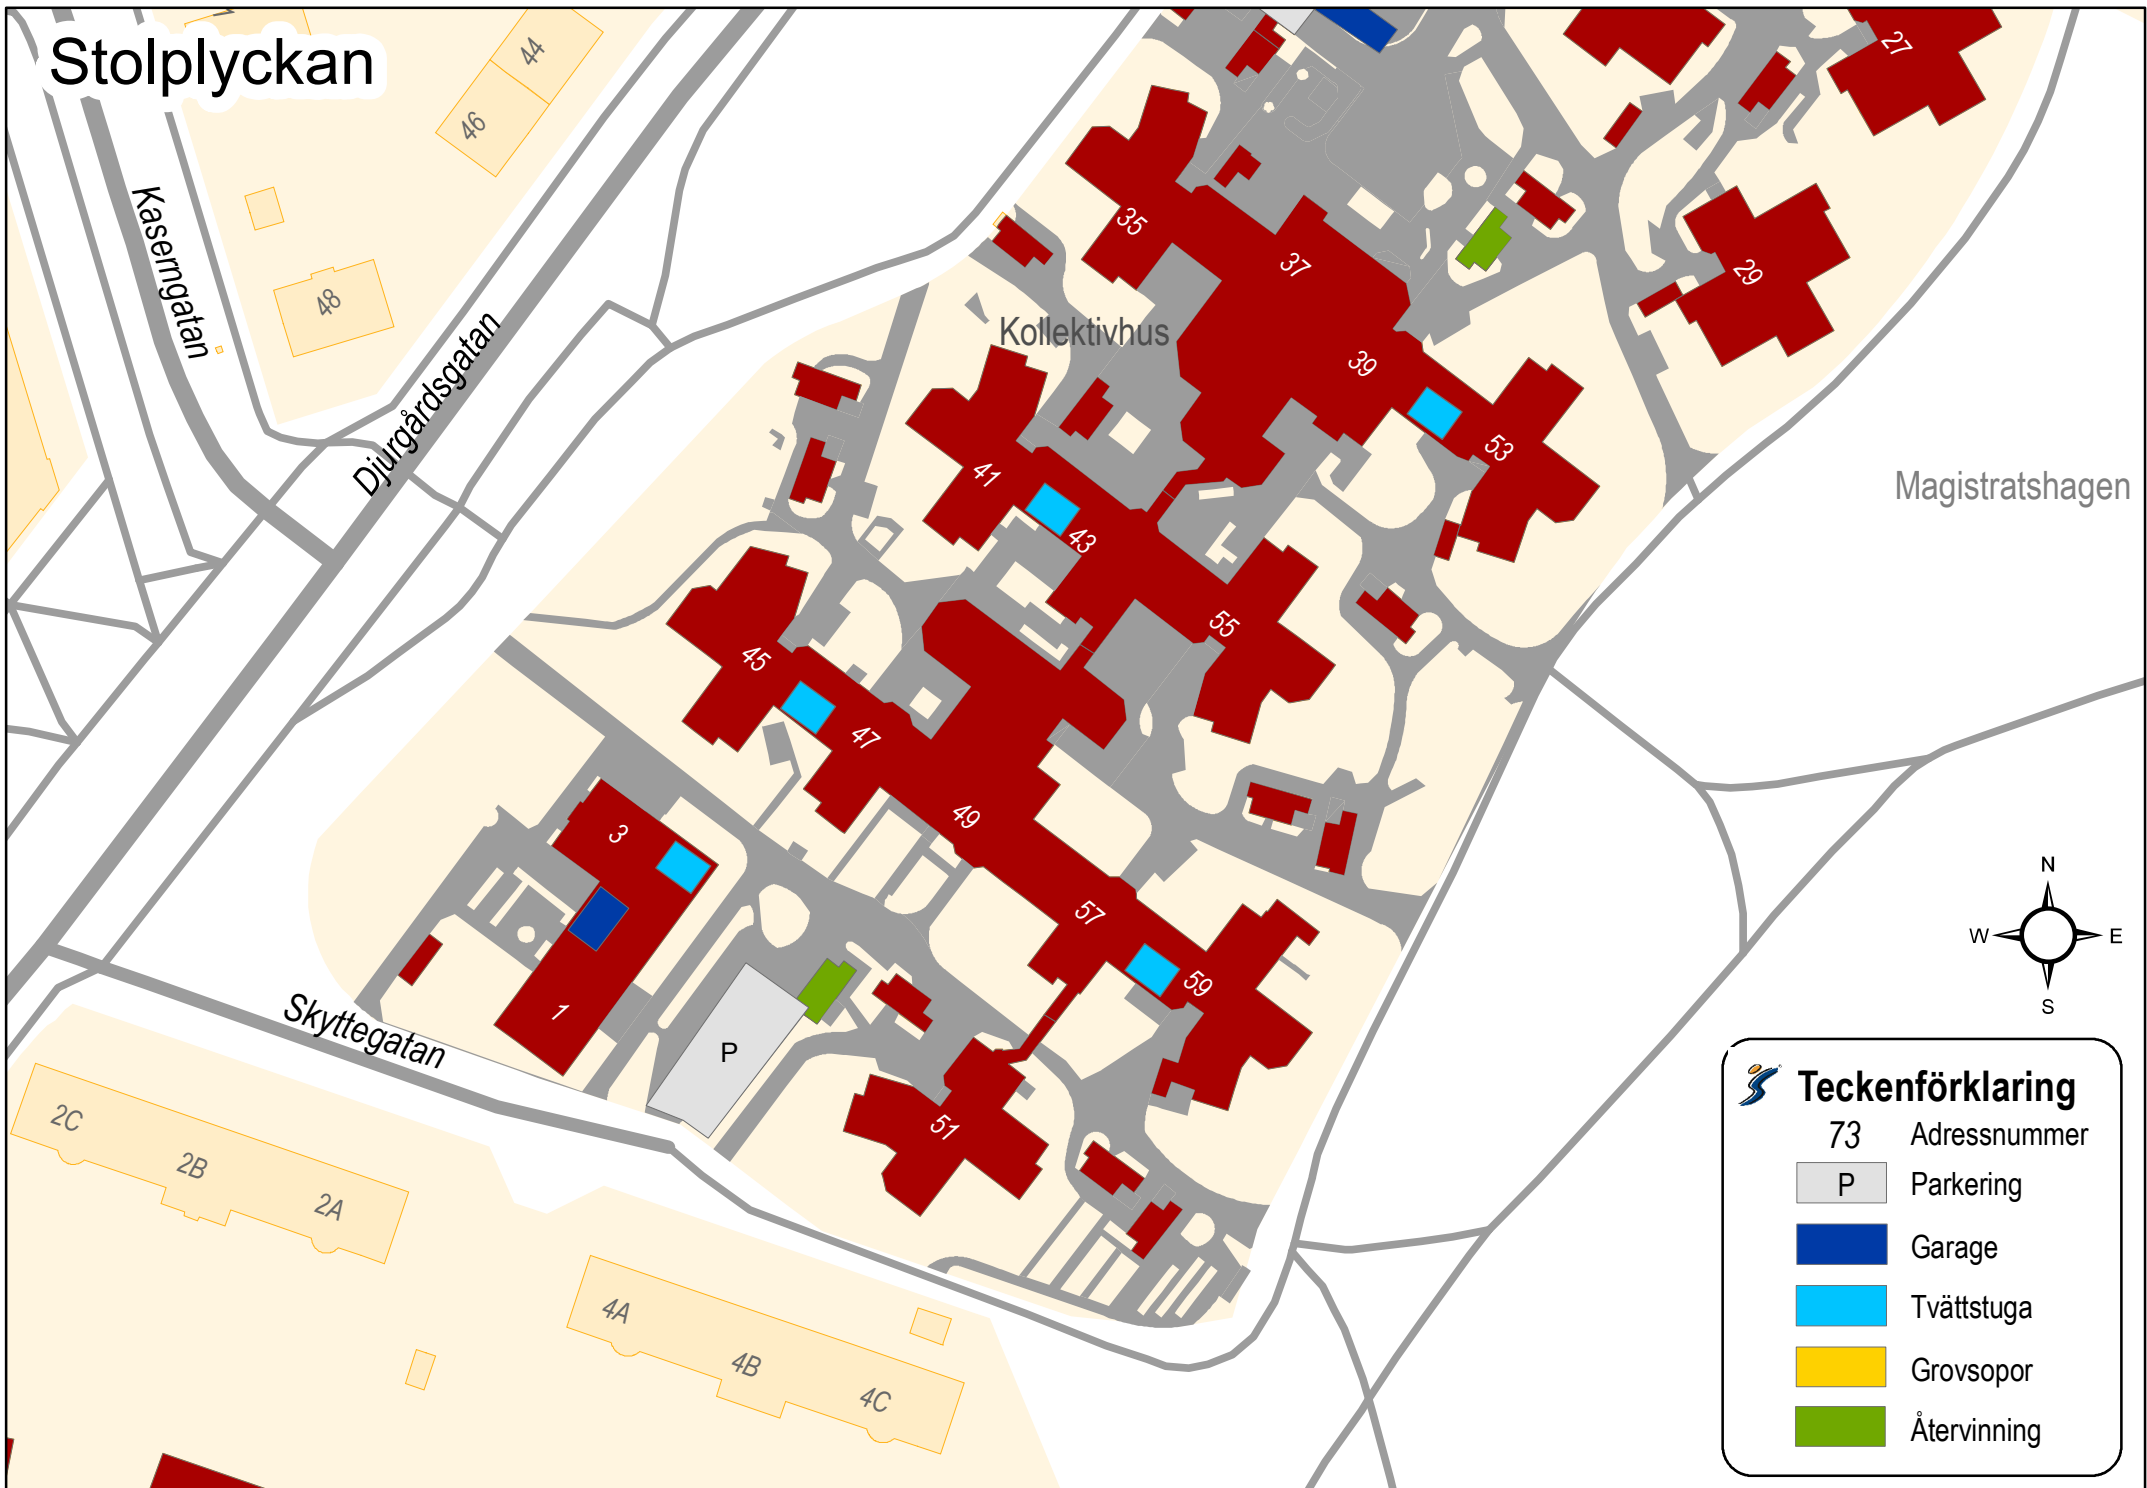 Stolplyckan
44
46
48
27
Kaserngatan
Djurgårdsgatan
35
37
29
Kollektivhus
39
53
41
43
Magistratshagen
55
45
47
49
3
57
59
1
P
51
Skyttegatan
2C
2B
2A
4A
4B
4C
N
W
E
S
Teckenförklaring
73 Adressnummer
P Parkering
Garage
Tvättstuga
Grovsopor
Återvinning